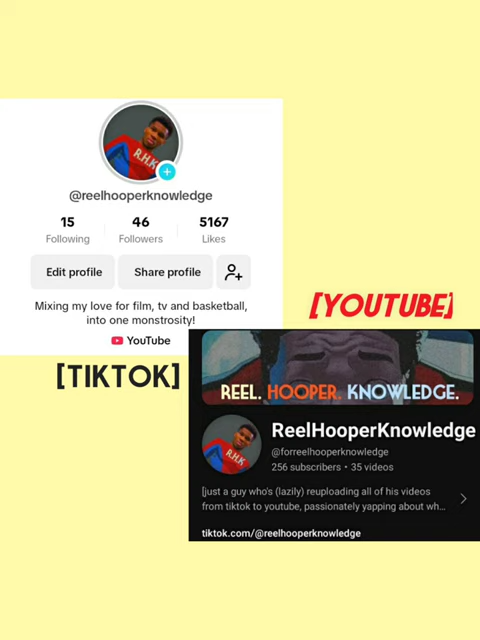 R.H.K
@reelhooperknowledge
15 46 5167
Following Followers Likes
Edit profile Share profile
Mixing my love for film, tv and basketball,
into one monstrosity!
YouTube
[TIKTOK]
[YOUTUBE]
REEL. HOOPER. KNOWLEDGE.
R.H.K
ReelHooperKnowledge
@forreelhooperknowledge
256 subscribers • 35 videos
[just a guy who's (lazily) reuploading all of his videos
from tiktok to youtube, passionately yapping about wh...
tiktok.com/@reelhooperknowledge